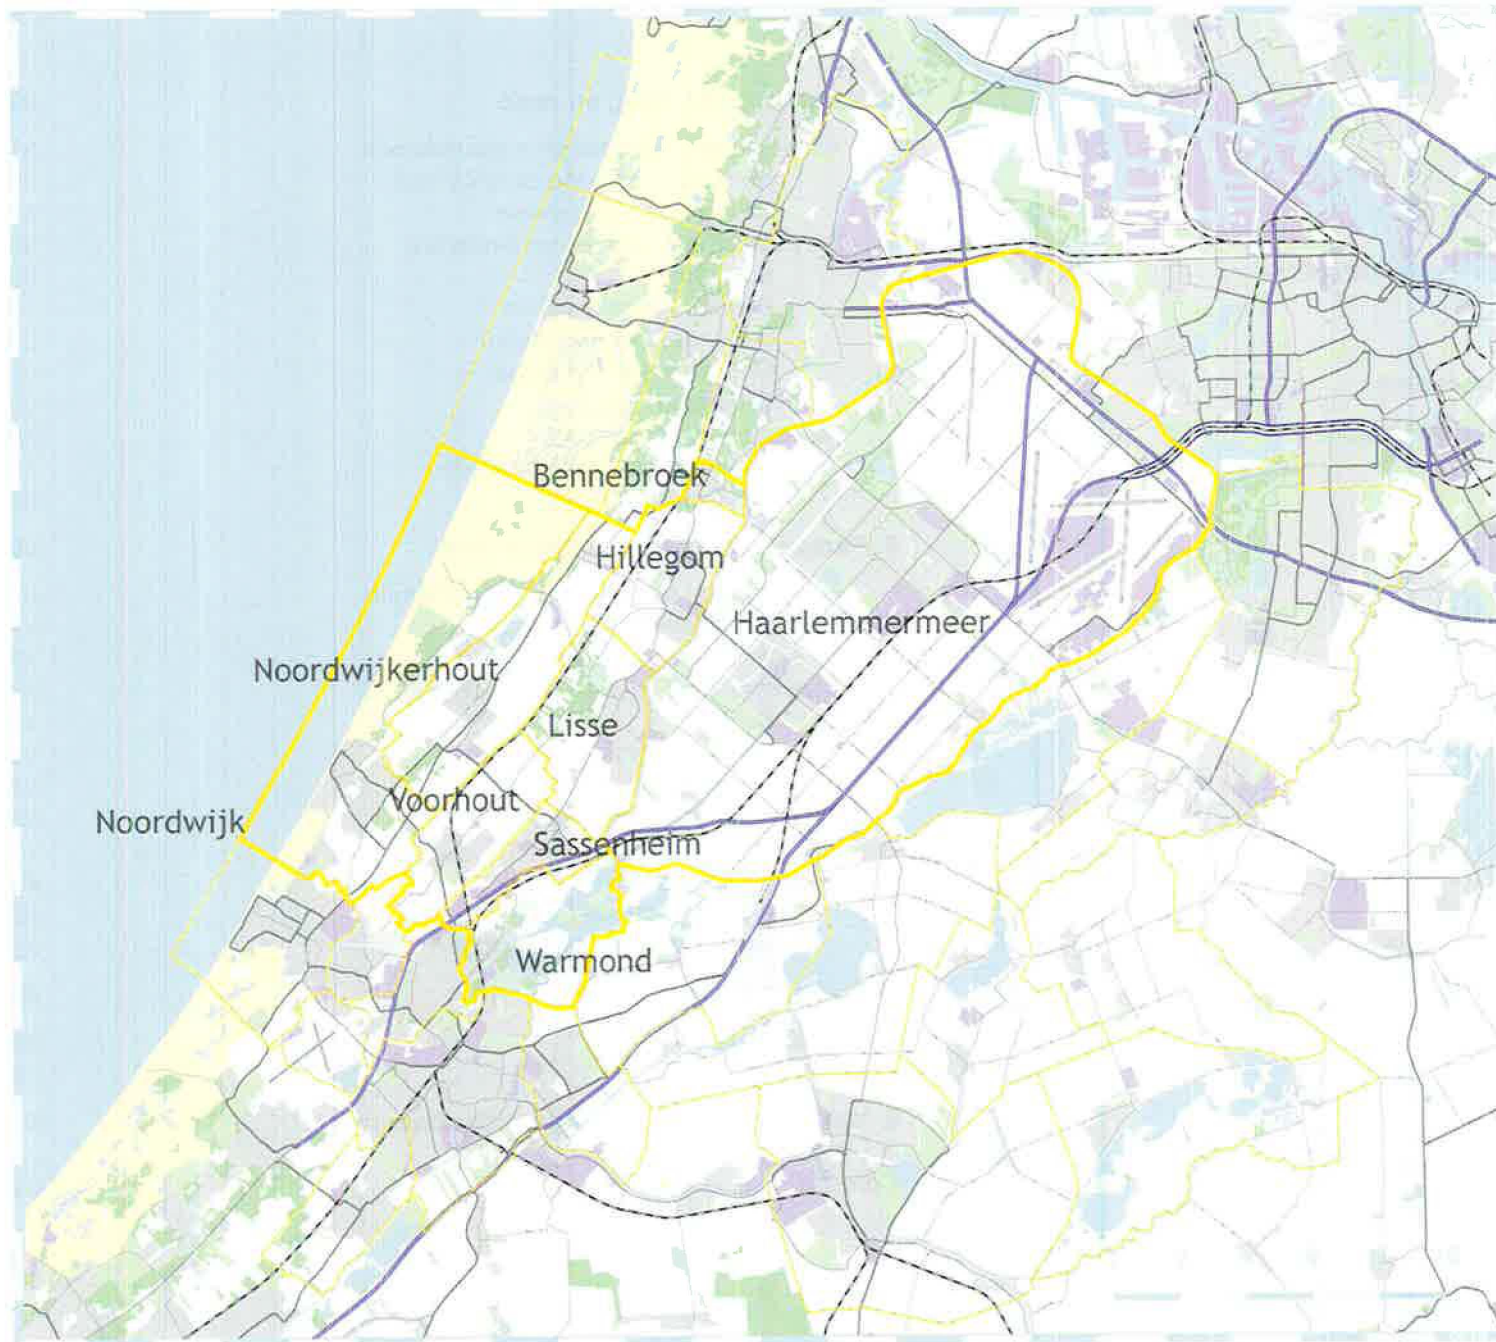 Bennebroek
Hillegom
Haarlemmermeer
Noordwijkerhout
Lisse
Voorhout
Noordwijk
Sassenheim
Warmond